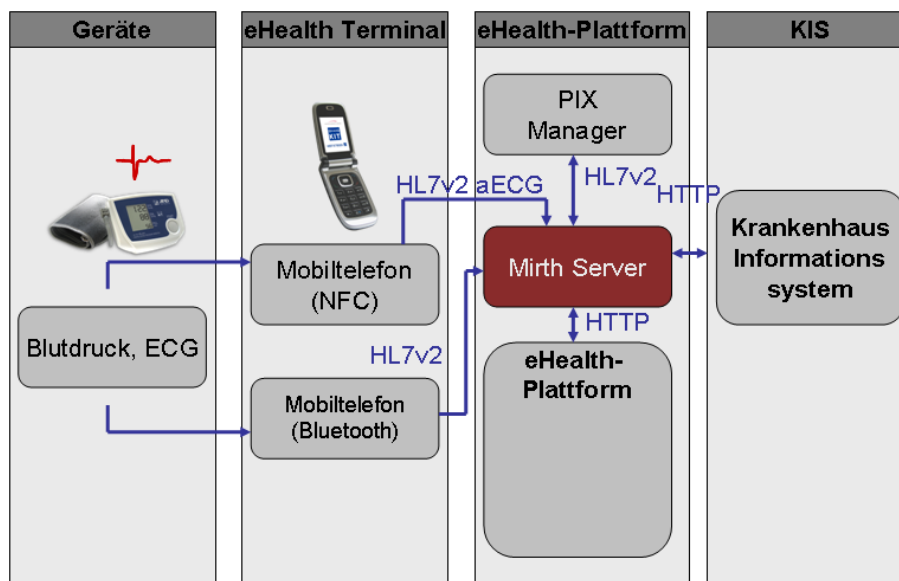 Geräte
eHealth Terminal
eHealth-Plattform
KIS
PIX
Manager
HL7v2 aECG
HL7v2
HTTP
Krankenhaus
Informations
system
Mobiltelefon
(NFC)
Mirth Server
HTTP
Blutdruck, ECG
HL7v2
eHealth-
Plattform
Mobiltelefon
(Bluetooth)